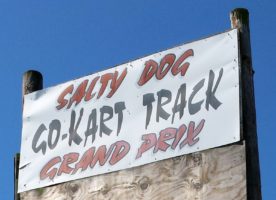 SALTY DOG
GO-KART TRACK
GRAND PRIX